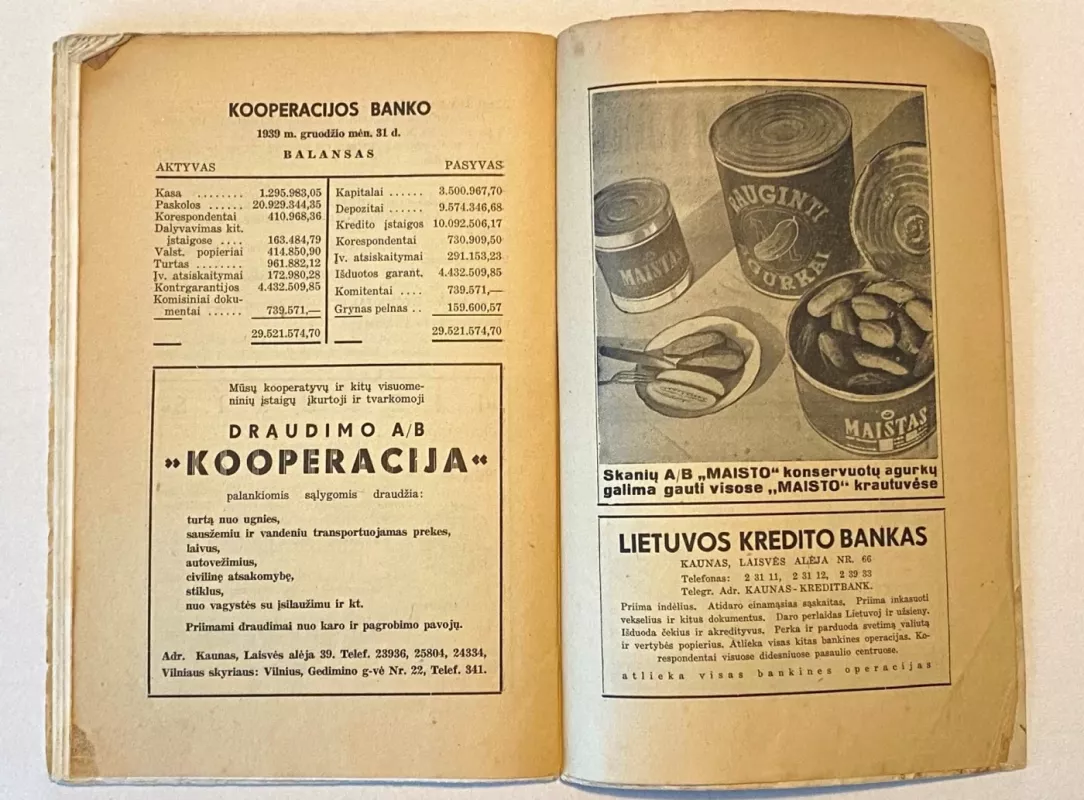 KOOPERACIJOS BANKO
1939 m. gruodžio mėn. 31 d.
BALANSAS
AKTYVAS
Kasa ........ 1.295.983,05
Paskolos ...... 20.929.344,35
Korespondentai 410.968,36
Dalyvavimas kit.
įstaigose .... 163.484,79
Valst. popieriai 414.850,90
Turtas ........ 961.882,12
Įv. atsiskaitymai 172.980,28
Kontrgarantijos 4.432.509,85
Komisiniai doku-
mentai ...... 739.571,—
29.521.574,70
PASYVAS
Kapitalai ...... 3.500.967,70
Depozitai ...... 9.574.346,68
Kredito įstaigos 10.092.506,17
Korespondentai 730.909,50
Įv. atsiskaitymai 291.153,23
Išduotos garant. 4.432.509,85
Komitentai .... 739.571,—
Grynas pelnas .. 159.600,57
29.521.574,70
Mūsų kooperatyvų ir kitų visuome-
ninių įstaigų įkurtoji ir tvarkomoji
DRAUDIMO A/B
»KOOPERACIJA«
palankiomis sąlygomis draudžia:
turtą nuo ugnies,
sausžemiu ir vandeniu transportuojamas prekes,
laivus,
autovežimius,
civilinę atsakomybę,
stiklus,
nuo vagystės su įsilaužimu ir kt.
Priimami draudimai nuo karo ir pagrobimo pavojų.
Adr. Kaunas, Laisvės alėja 39. Telef. 23936, 25804, 24334,
Vilniaus skyriaus: Vilnius, Gedimino g-vė Nr. 22, Telef. 341.
RAUGINTI
AGURKAI
MAISTAS
MAISTAS
Skanių A/B „MAISTO“ konservuotų agurkų
galima gauti visose „MAISTO“ krautuvėse
LIETUVOS KREDITO BANKAS
KAUNAS, LAISVĖS ALĖJA NR. 66
Telefonas: 2 31 11, 2 31 12, 2 39 33
Telegr. Adr. KAUNAS-KREDITBANK.
Priima indėlius. Atidaro einamąsias sąskaitas. Priima inkasuoti
vekselius ir kitus dokumentus. Daro perlaidas Lietuvoj ir užsieny.
Išduoda čekius ir akredityvus. Perka ir parduoda svetimą valiutą
ir vertybės popierius. Atlieka visas kitas bankines operacijas. Ko-
respondentai visuose didesniuose pasaulio centruose.
atlieka visas bankines operacijas